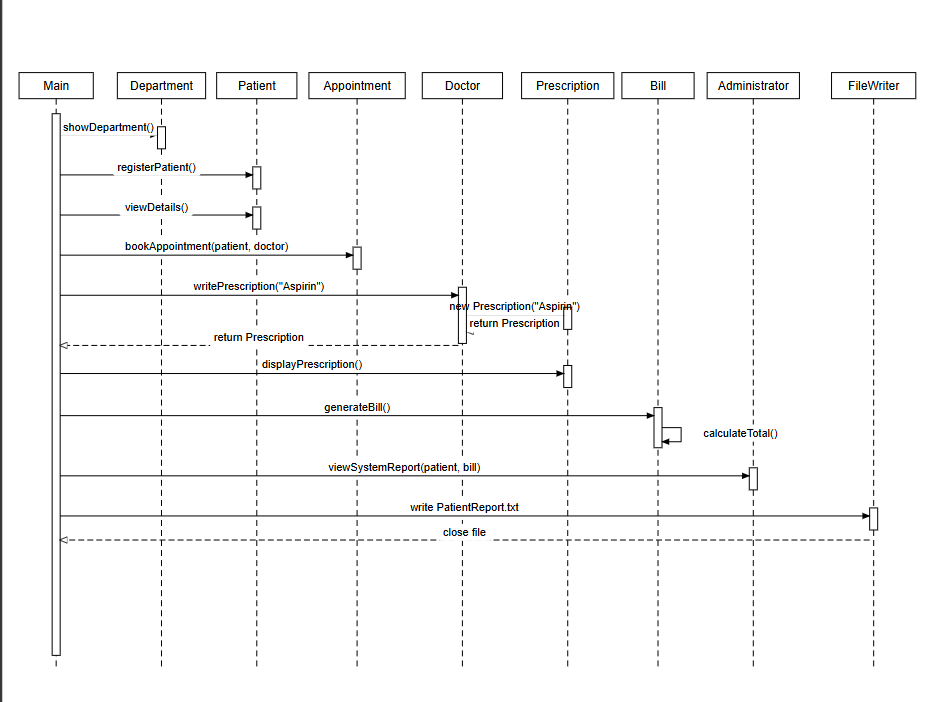 Main
Department
Patient
Appointment
Doctor
Prescription
Bill
Administrator
FileWriter
showDepartment()
registerPatient()
viewDetails()
bookAppointment(patient, doctor)
writePrescription("Aspirin")
new Prescription("Aspirin")
return Prescription
return Prescription
displayPrescription()
generateBill()
calculateTotal()
viewSystemReport(patient, bill)
write PatientReport.txt
close file